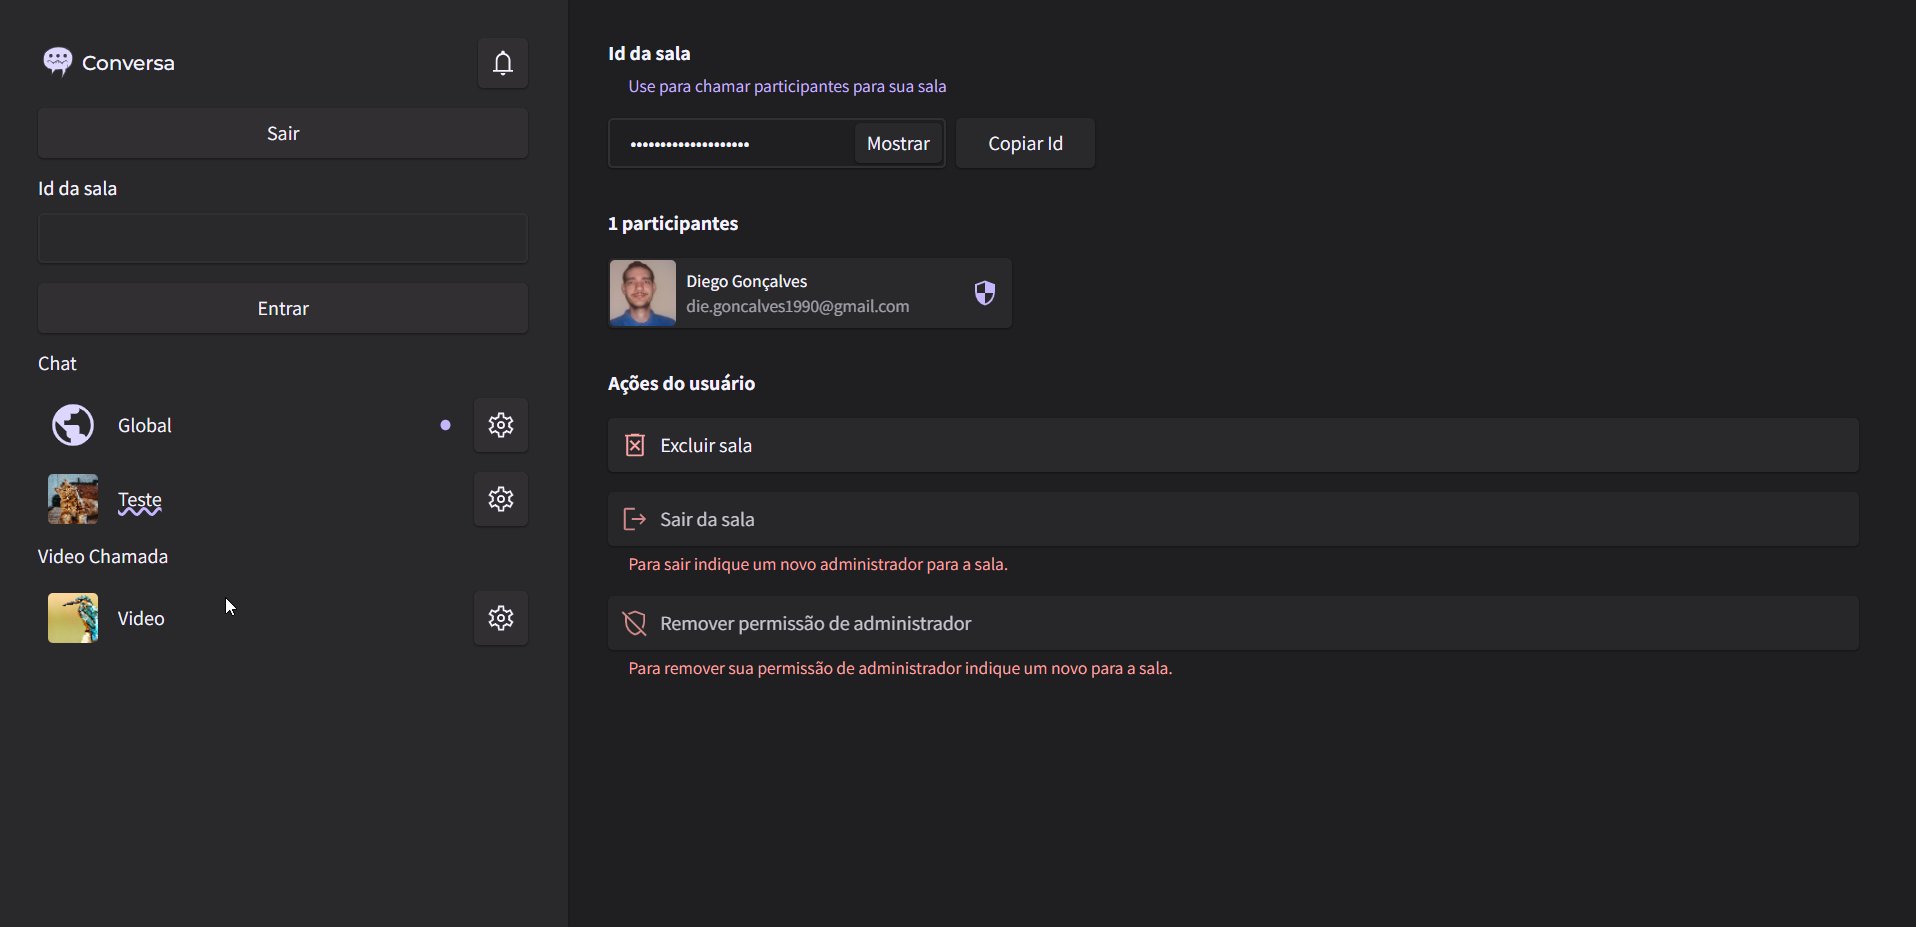 Conversa
Sair
Id da sala
Entrar
Chat
Global
Teste
Video Chamada
Video
Id da sala
Use para chamar participantes para sua sala
••••••••••••••••••••
Mostrar
Copiar Id
1 participantes
Diego Gonçalves
die.goncalves1990@gmail.com
Ações do usuário
Excluir sala
Sair da sala
Para sair indique um novo administrador para a sala.
Remover permissão de administrador
Para remover sua permissão de administrador indique um novo para a sala.